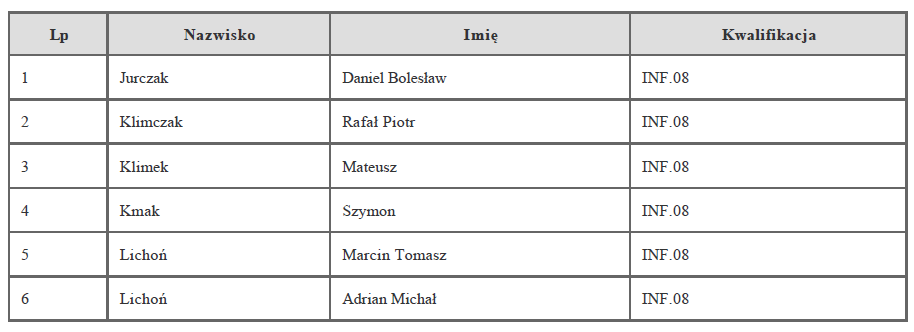 Lp Nazwisko Imię Kwalifikacja
1 Jurczak Daniel Bolesław INF.08
2 Klimczak Rafał Piotr INF.08
3 Klimek Mateusz INF.08
4 Kmak Szymon INF.08
5 Lichoń Marcin Tomasz INF.08
6 Lichoń Adrian Michał INF.08